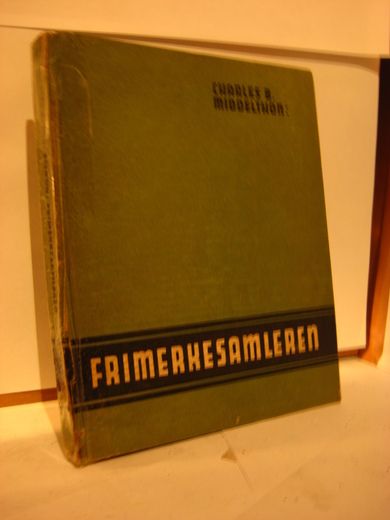 CHARLES B.
MIDDELTHON:
FRIMERKESAMLEREN